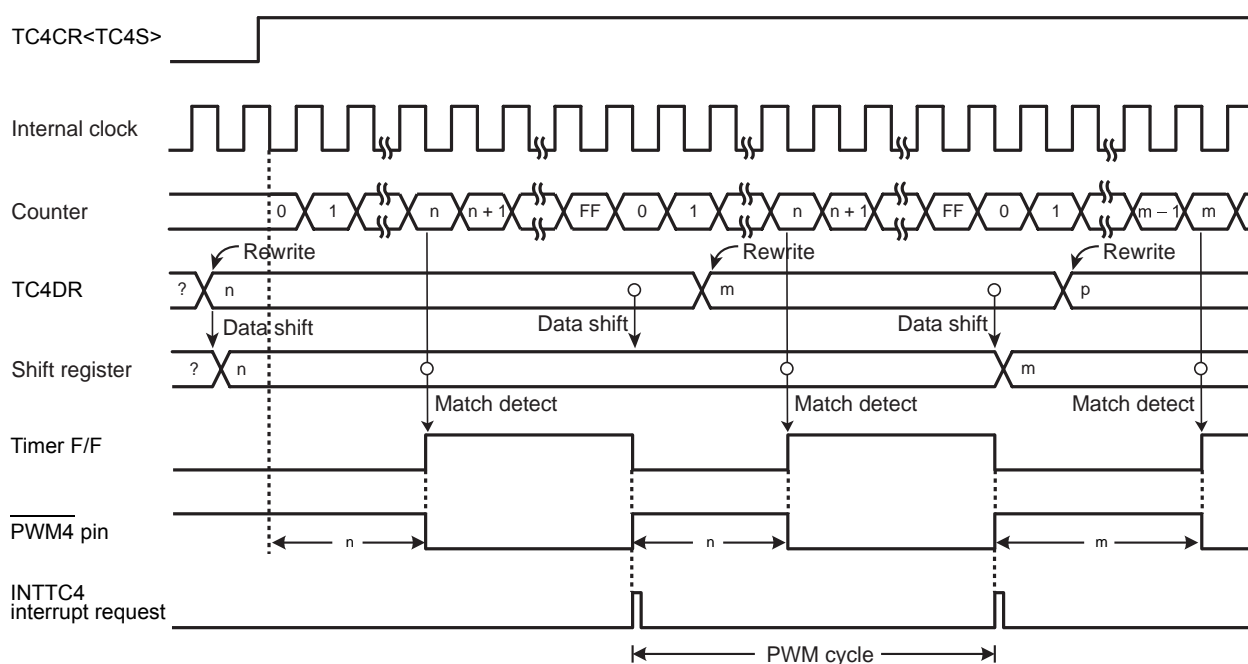 TC4CR<TC4S>
Internal clock
Counter
0 1 n n + 1 FF 0 1 n n + 1 FF 0 1 m – 1 m
Rewrite Rewrite Rewrite
TC4DR
? n m p
Data shift Data shift Data shift
Shift register
? n m
Match detect Match detect Match detect
Timer F/F
PWM4 pin
n n m
INTTC4
interrupt request
PWM cycle